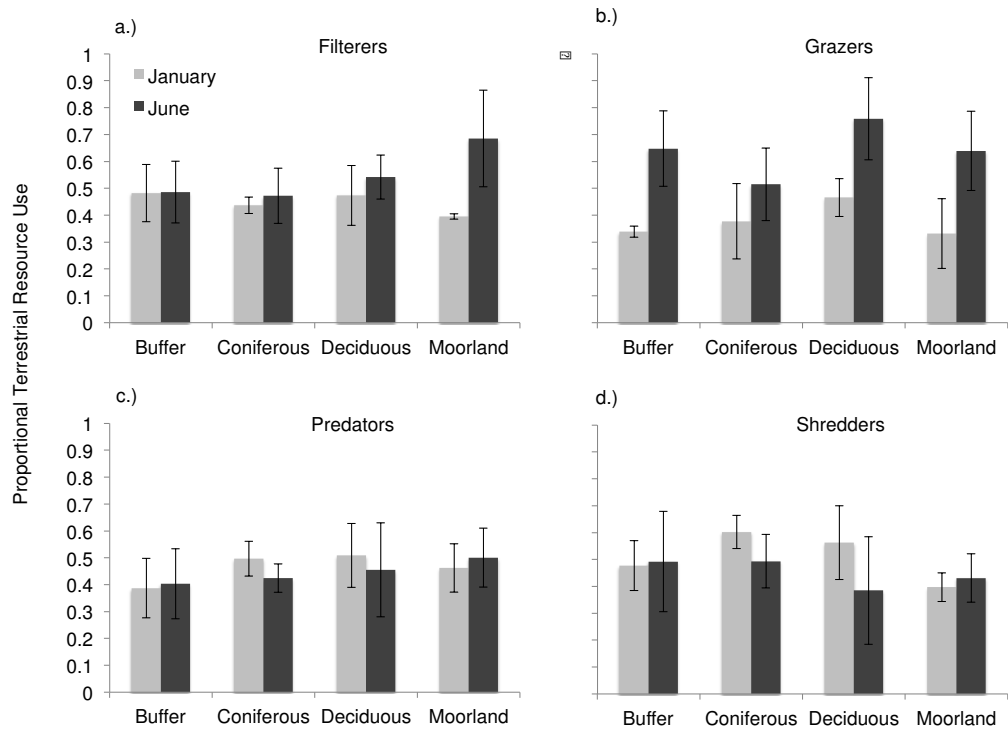 a.)
Filterers
1
0.9
0.8
0.7
0.6
0.5
0.4
0.3
0.2
0.1
0
January
June
Buffer Coniferous Deciduous Moorland
b.)
Grazers
Buffer Coniferous Deciduous Moorland
Proportional Terrestrial Resource Use
c.)
Predators
1
0.9
0.8
0.7
0.6
0.5
0.4
0.3
0.2
0.1
0
Buffer Coniferous Deciduous Moorland
d.)
Shredders
Buffer Coniferous Deciduous Moorland